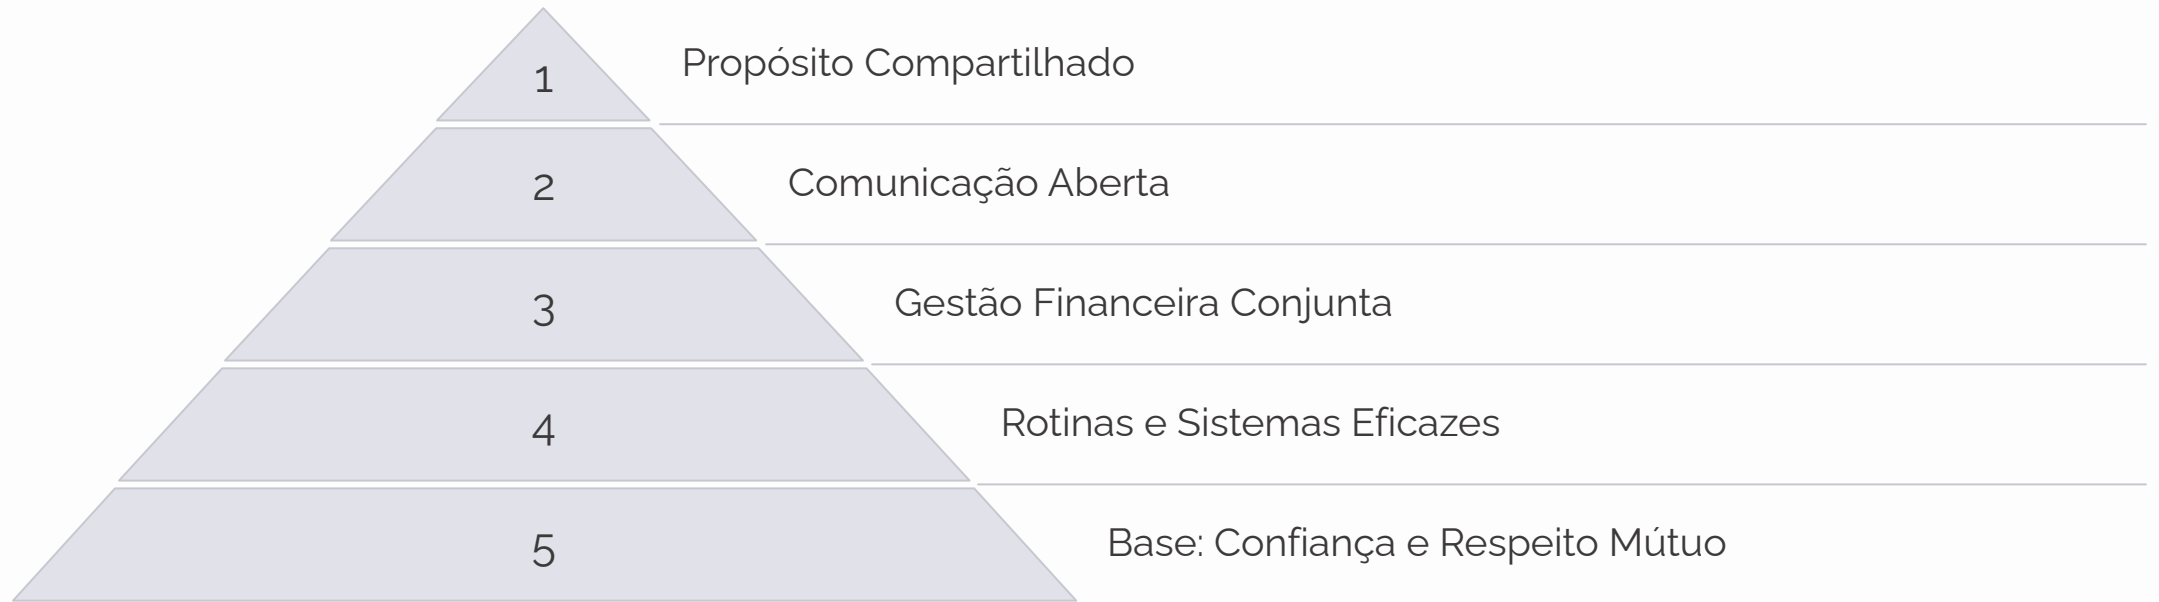 1
Propósito Compartilhado
2
Comunicação Aberta
3
Gestão Financeira Conjunta
4
Rotinas e Sistemas Eficazes
5
Base: Confiança e Respeito Mútuo